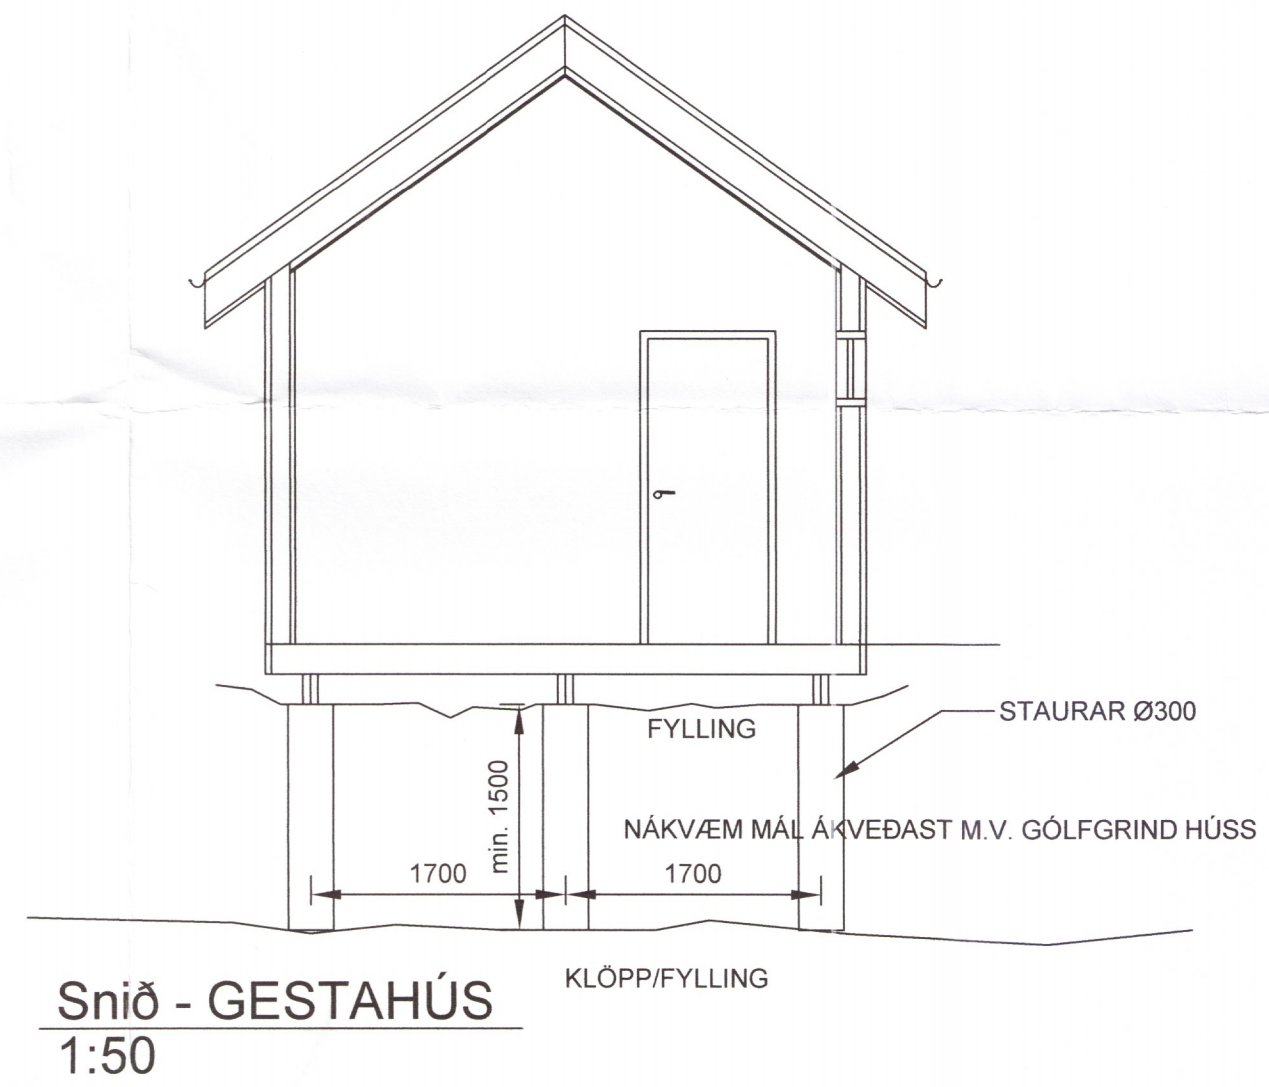 STAURAR Ø300
FYLLING
min. 1500
NÁKVÆM MÁL ÁKVEÐAST M.V. GÓLFGRIND HÚSS
1700
1700
KLÖPP/FYLLING
Snið - GESTAHÚS
1:50